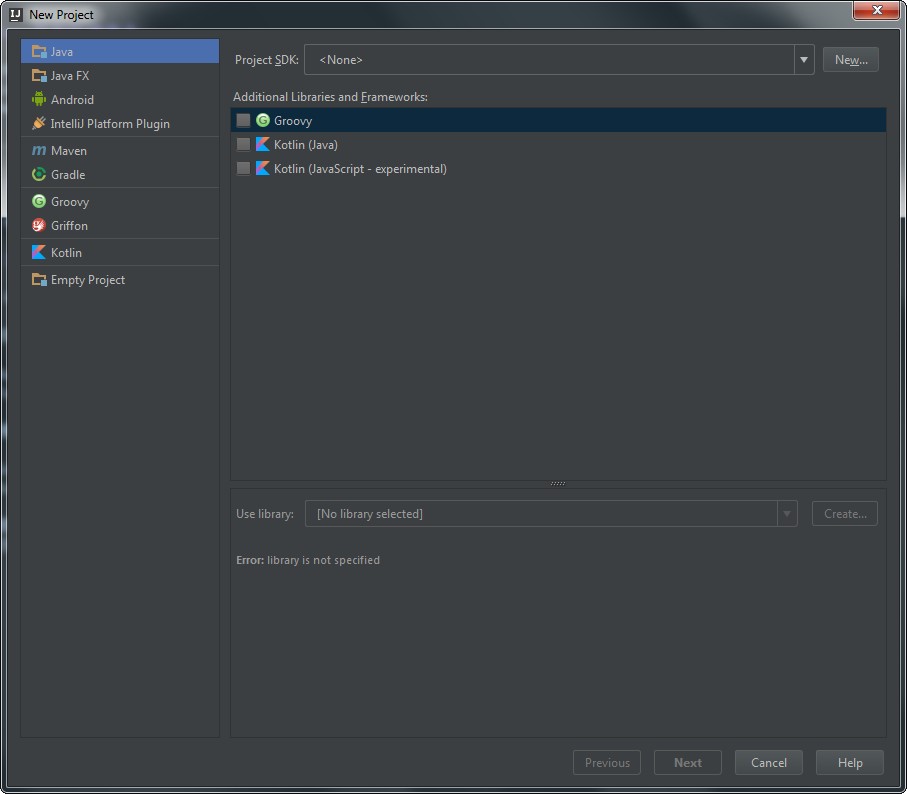 New Project
Java
Java FX
Android
IntelliJ Platform Plugin
Maven
Gradle
Groovy
Griffon
Kotlin
Empty Project
Project SDK: <None> New...
Additional Libraries and Frameworks:
Groovy
Kotlin (Java)
Kotlin (JavaScript - experimental)
Use library: [No library selected] Create...
Error: library is not specified
Previous Next Cancel Help